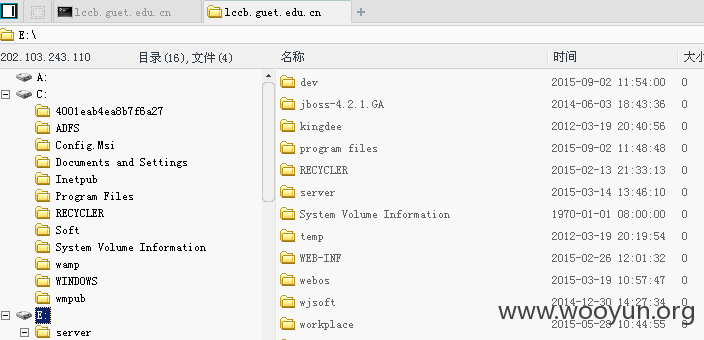 lccb.guet.edu.cn lccb.guet.edu.cn
E:\
202.103.243.110 目录(16),文件(4) 名称 时间 大小
A:
C:
4001eab4ea8b7f6a27
ADFS
Config.Msi
Documents and Settings
Inetpub
Program Files
RECYCLER
Soft
System Volume Information
wamp
WINDOWS
wmpub
E:
server
dev 2015-09-02 11:54:00 0
jboss-4.2.1.GA 2014-06-03 18:43:36 0
kingdee 2012-03-19 20:40:56 0
program files 2015-09-02 11:48:48 0
RECYCLER 2015-02-13 21:33:13 0
server 2015-03-14 13:46:10 0
System Volume Information 1970-01-01 08:00:00 0
temp 2012-03-19 20:19:54 0
WEB-INF 2015-02-26 12:01:32 0
webos 2015-03-19 10:57:47 0
wjsoft 2014-12-30 14:27:34 0
workplace 2015-05-28 10:44:55 0
www.wooyun.org